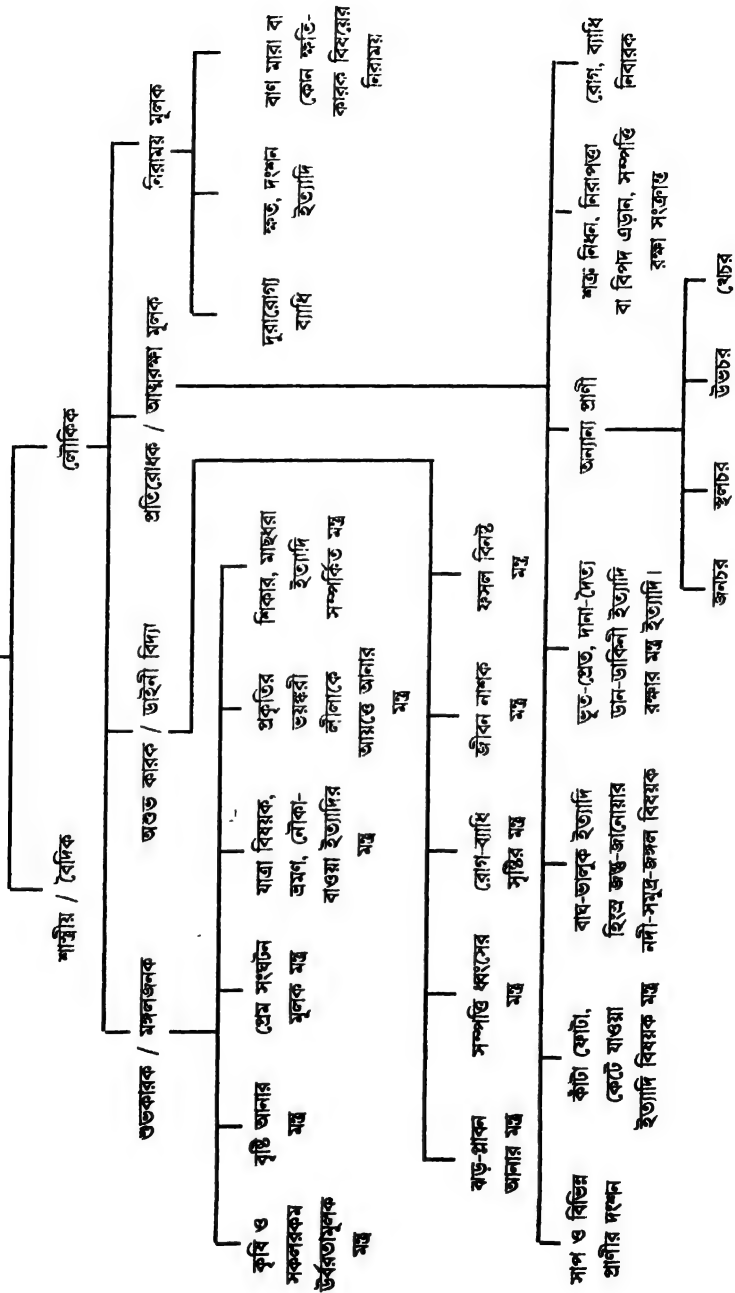 শাস্ত্রীয় / বৈদিক
লৌকিক
শুভকারক / মঙ্গলজনক
অশুভ কারক / ডাইনী বিদ্যা
প্রতিরোধক / আত্মরক্ষা মূলক
নিরাময় মূলক
কৃষি ও
সকলরকম
উর্বরতামূলক
মন্ত্র
বৃষ্টি আনার
মন্ত্র
প্রেম সংঘটন
মূলক মন্ত্র
যাত্রা বিষয়ক,
ভ্রমণ, নৌকা-
বাওয়া ইত্যাদির
মন্ত্র
প্রকৃতির
ভয়ঙ্করী
লীলাকে
আয়ত্তে আনার
মন্ত্র
শিকার, মাছধরা
ইত্যাদি
সম্পর্কিত মন্ত্র
দুরারোগ্য
ব্যাধি
ক্ষত, দংশন
ইত্যাদি
বাণ মারা বা
কোন ক্ষতি-
কারক বিষয়ের
নিরাময়
ঝড়-প্লাবন
আনার মন্ত্র
সম্পত্তি ধ্বংসের
মন্ত্র
রোগ-ব্যাধি
সৃষ্টির মন্ত্র
জীবন নাশক
মন্ত্র
ফসল বিনষ্ট
মন্ত্র
সাপ ও বিভিন্ন
প্রাণীর দংশন
কাঁটা ফোটা,
কেটে যাওয়া
ইত্যাদি বিষয়ক মন্ত্র
বাঘ-ভালুক ইত্যাদি
হিংস্র জন্তু-জানোয়ার
নদী-সমুদ্র-জঙ্গল বিষয়ক
ভূত-প্রেত, দানা-দৈত্য
ডান-ডাকিনী ইত্যাদি
রক্ষার মন্ত্র ইত্যাদি।
অন্যান্য প্রাণী
শত্রু নিধন, নিরাপত্তা
বা বিপদ এড়ান, সম্পত্তি
রক্ষা সংক্রান্ত
রোগ, ব্যাধি
নিবারক
জলচর
স্থলচর
উভচর
খেচর